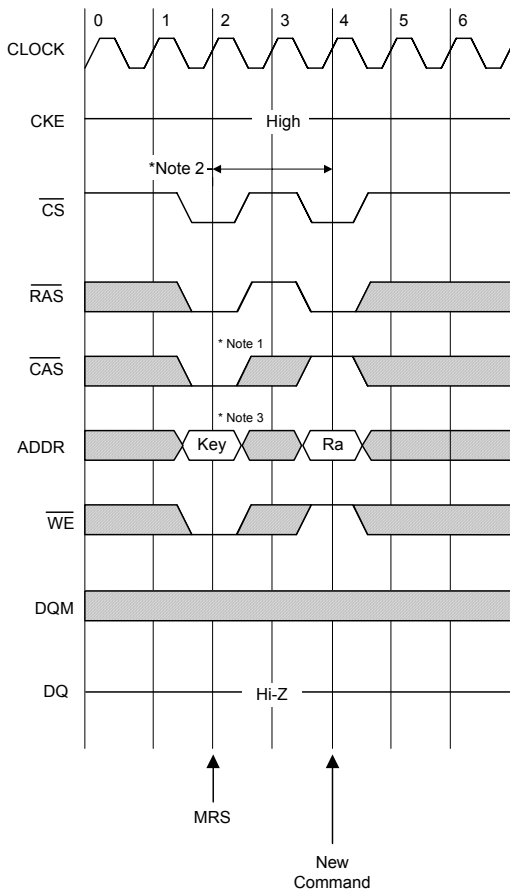 0 1 2 3 4 5 6
CLOCK
CKE
High
*Note 2
CS
RAS
* Note 1
CAS
* Note 3
ADDR
Key
Ra
WE
DQM
DQ
Hi-Z
MRS
New
Command